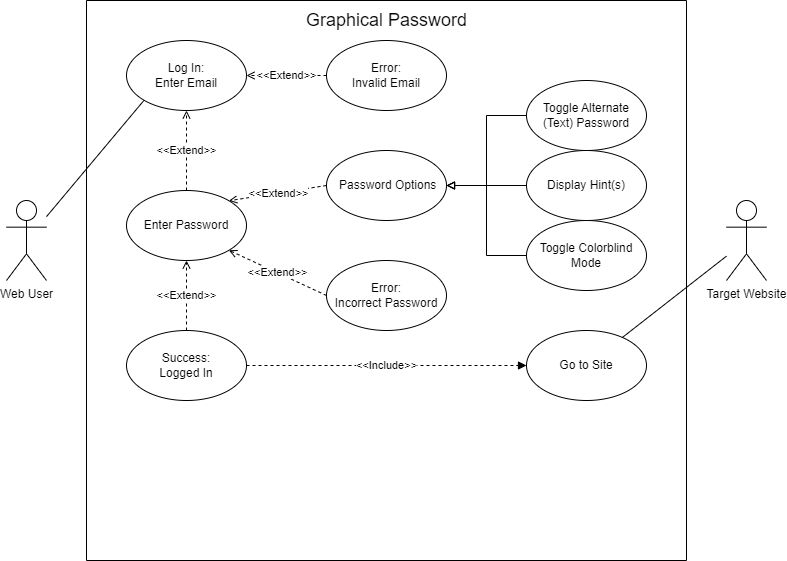 Graphical Password
Log In:
Enter Email
<<Extend>>
Error:
Invalid Email
Toggle Alternate
(Text) Password
<<Extend>>
Password Options
Display Hint(s)
<<Extend>>
Enter Password
Toggle Colorblind
Mode
<<Extend>>
Error:
Incorrect Password
<<Extend>>
Web User
Target Website
Success:
Logged In
<<Include>>
Go to Site